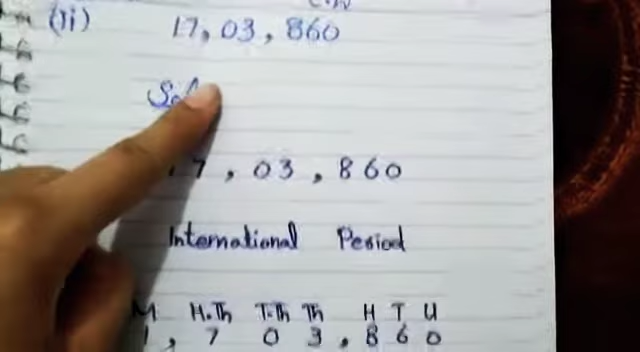 (ii) 17,03,860
7,03,860
International Period
M H.Th T.Th Th H T U
1, 7 0 3, 8 6 0